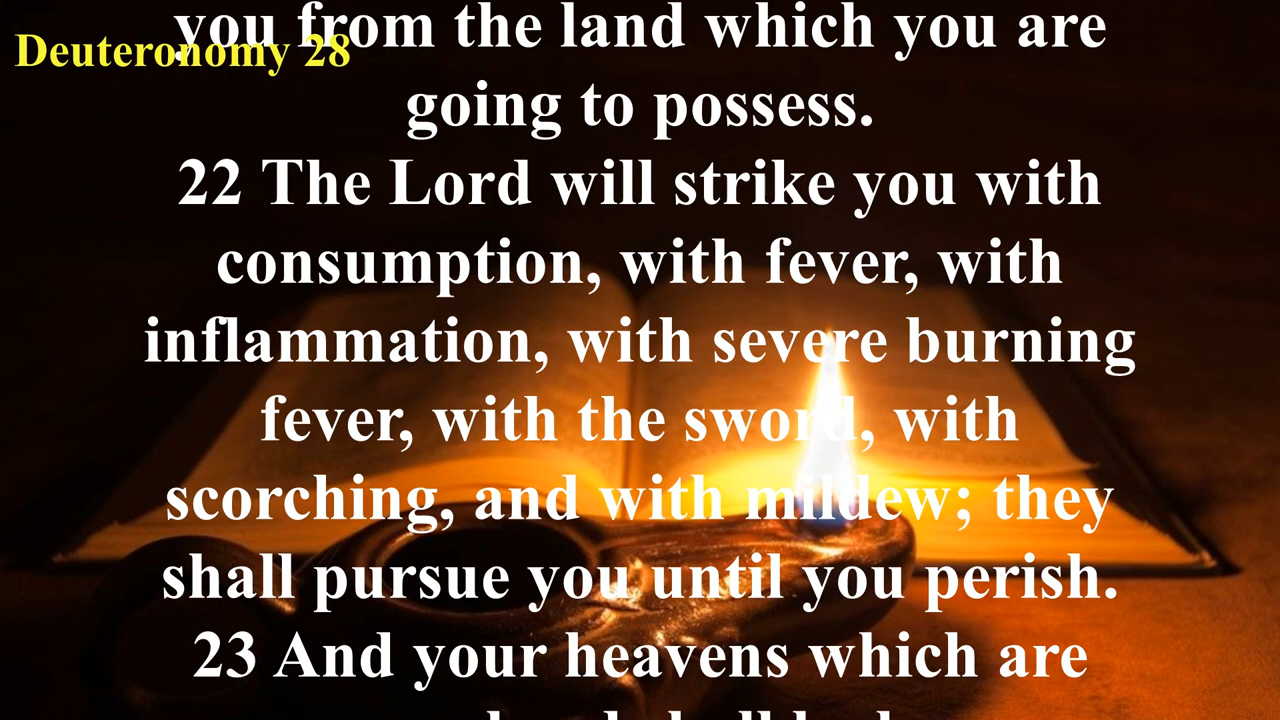 Deuteronomy 28
you from the land which you are
going to possess.
22 The Lord will strike you with
consumption, with fever, with
inflammation, with severe burning
fever, with the sword, with
scorching, and with mildew; they
shall pursue you until you perish.
23 And your heavens which are